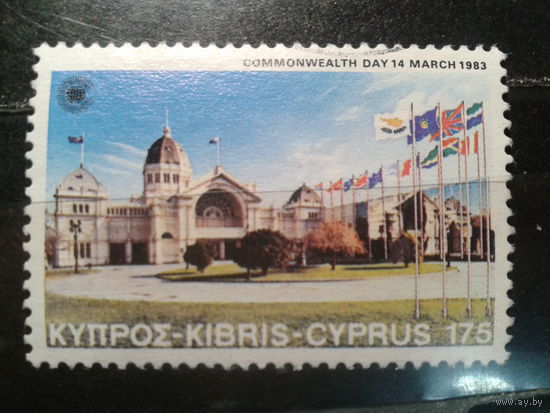 COMMONWEALTH DAY 14 MARCH 1983
ΚΥΠΡΟΣ-KIBRIS-CYPRUS 175
www.ay.by